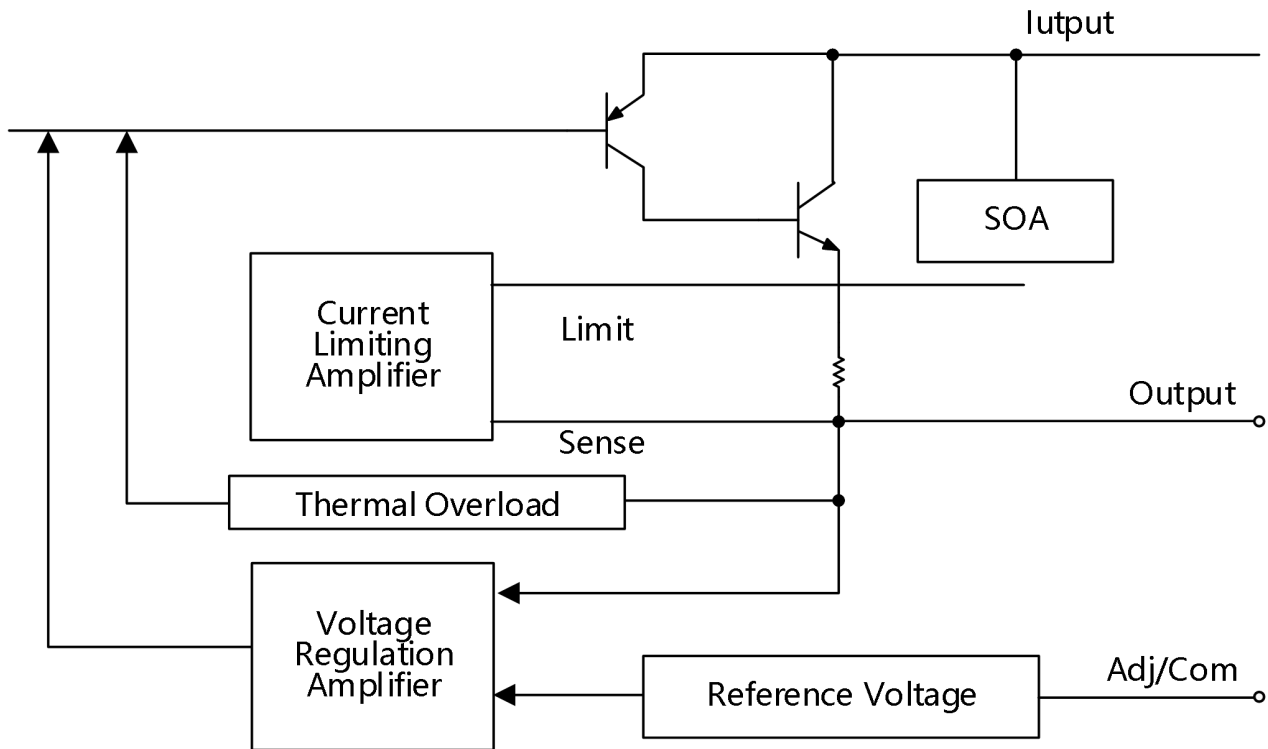 Iutput
SOA
Current
Limiting
Amplifier
Limit
Output
Sense
Thermal Overload
Voltage
Regulation
Amplifier
Reference Voltage
Adj/Com